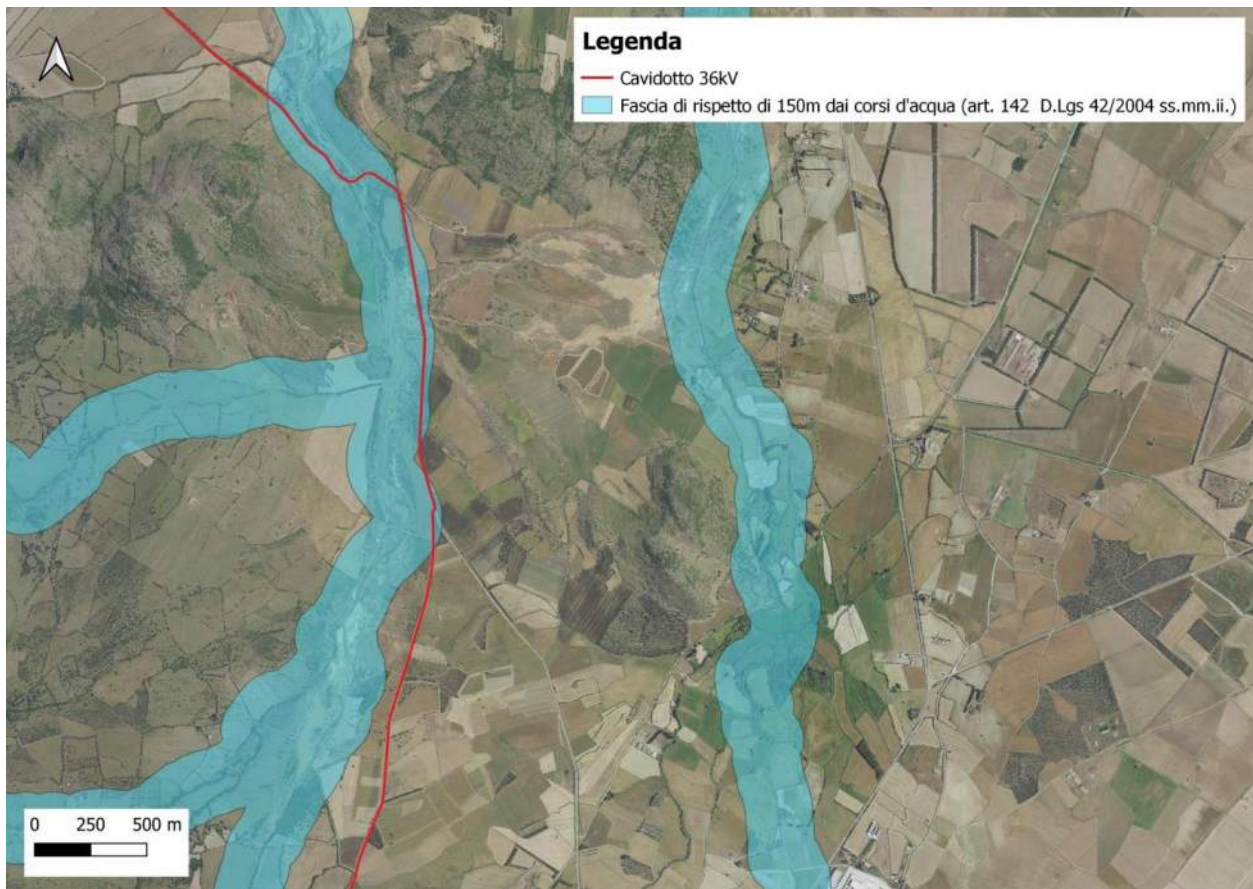 Legenda
Cavidotto 36kV
Fascia di rispetto di 150m dai corsi d'acqua (art. 142 D.Lgs 42/2004 ss.mm.ii.)
0 250 500 m